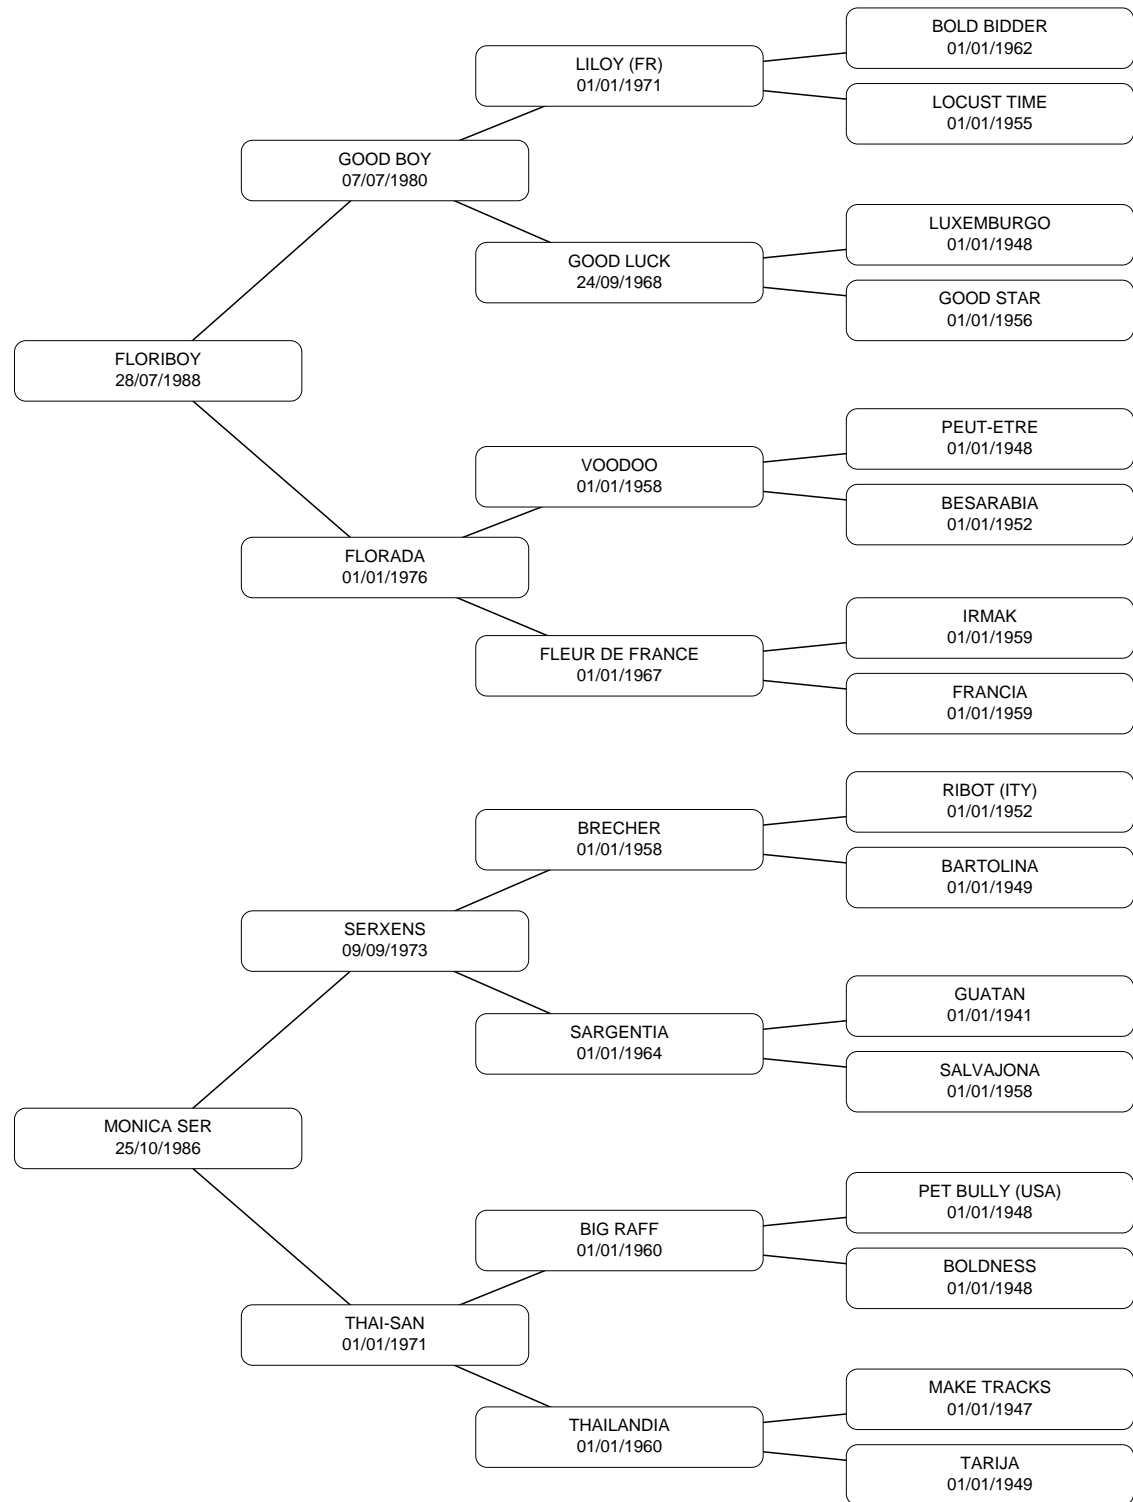 BOLD BIDDER
01/01/1962
LILOY (FR)
01/01/1971
LOCUST TIME
01/01/1955
GOOD BOY
07/07/1980
LUXEMBURGO
01/01/1948
GOOD LUCK
24/09/1968
GOOD STAR
01/01/1956
FLORIBOY
28/07/1988
PEUT-ETRE
01/01/1948
VOODOO
01/01/1958
BESARABIA
01/01/1952
FLORADA
01/01/1976
IRMAK
01/01/1959
FLEUR DE FRANCE
01/01/1967
FRANCIA
01/01/1959
RIBOT (ITY)
01/01/1952
BRECHER
01/01/1958
BARTOLINA
01/01/1949
SERXENS
09/09/1973
GUATAN
01/01/1941
SARGENTIA
01/01/1964
SALVAJONA
01/01/1958
MONICA SER
25/10/1986
PET BULLY (USA)
01/01/1948
BIG RAFF
01/01/1960
BOLDNESS
01/01/1948
THAI-SAN
01/01/1971
MAKE TRACKS
01/01/1947
THAILANDIA
01/01/1960
TARIJA
01/01/1949